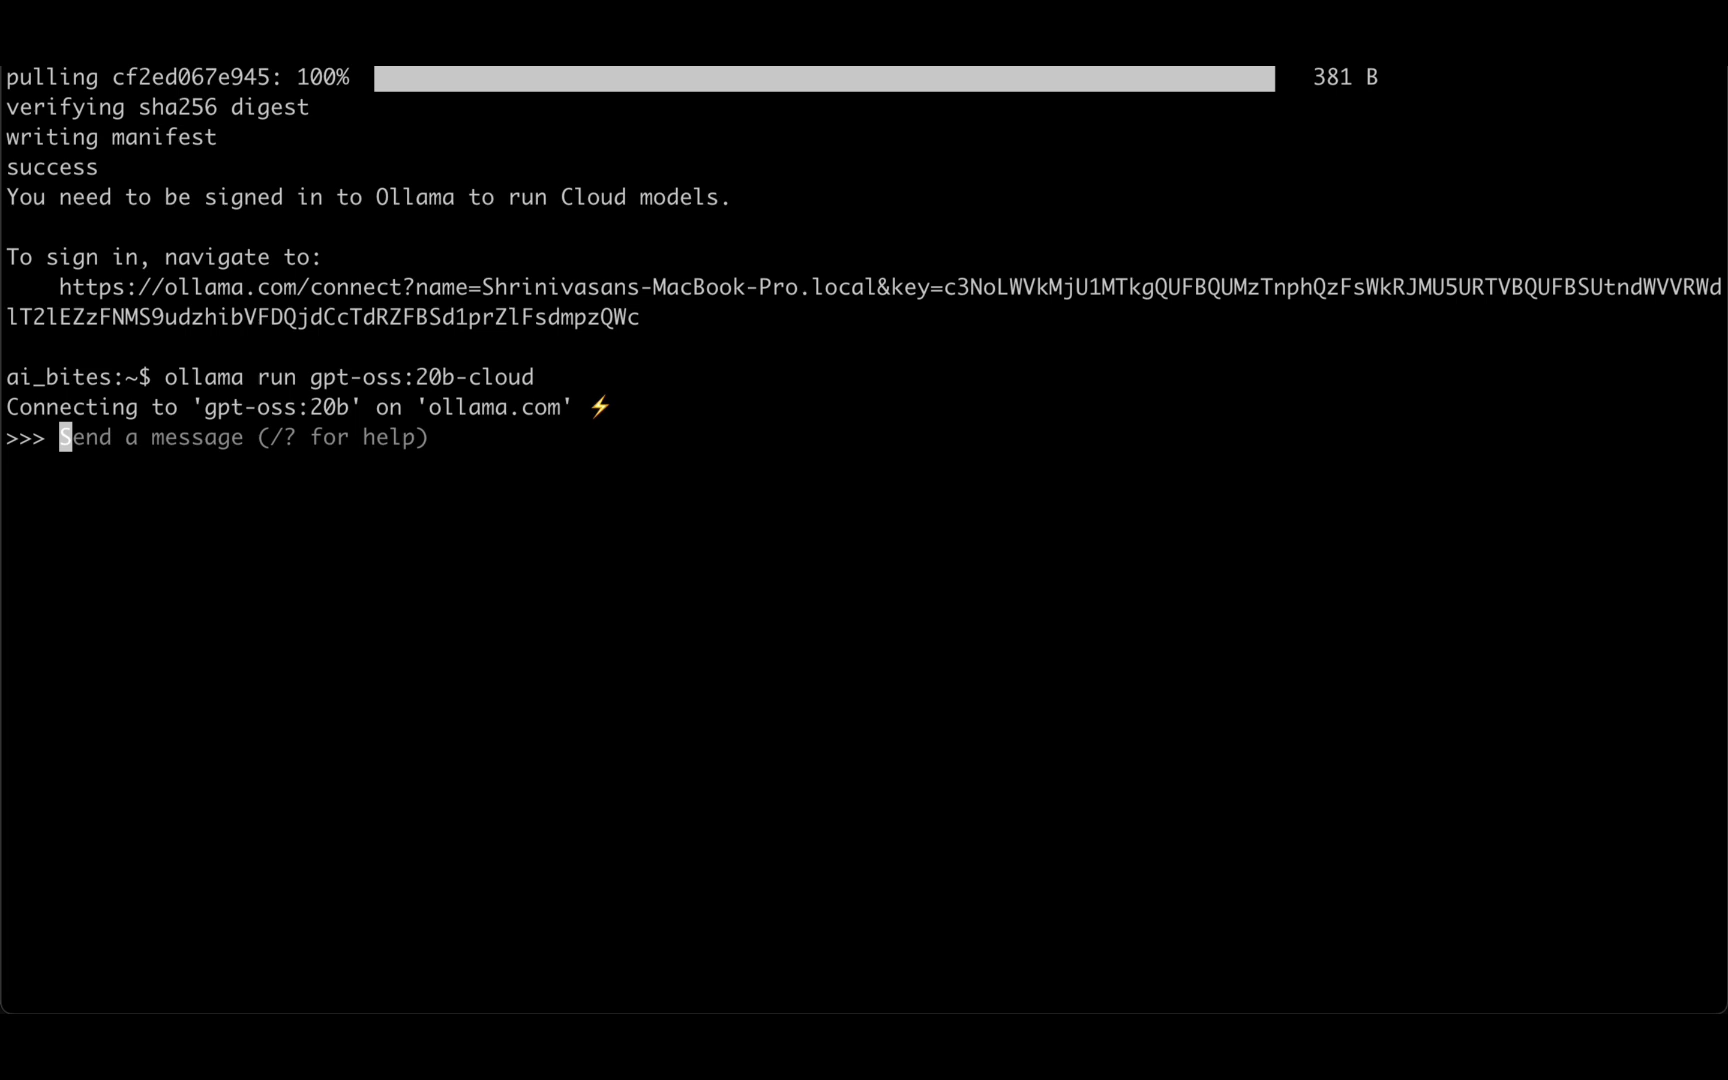 pulling cf2ed067e945: 100% 381 B
verifying sha256 digest
writing manifest
success
You need to be signed in to Ollama to run Cloud models.
To sign in, navigate to:
https://ollama.com/connect?name=Shrinivasans-MacBook-Pro.local&key=c3NoLWVkMjU1MTkgQUFBQUMzTnphQzFsWkRJMU5URTVBQUFBSUtndWVVRWd
lT2lEZzFNMS9udzhibVFDQjdCcTdRZFBSd1prZlFsdmpzQWc
ai_bites:~$ ollama run gpt-oss:20b-cloud
Connecting to 'gpt-oss:20b' on 'ollama.com' ⚡
>>> Send a message (/? for help)